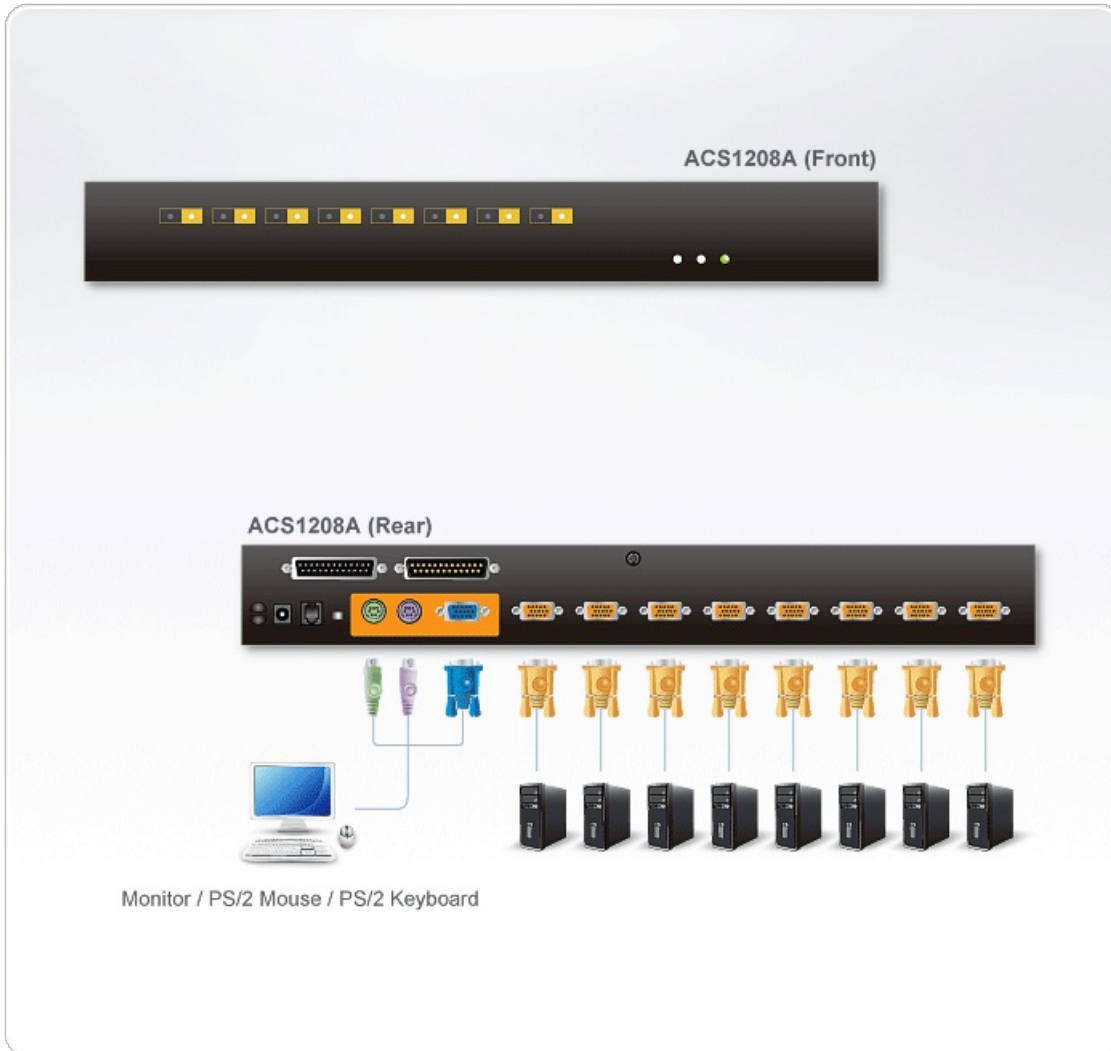 ACS1208A (Front)
ACS1208A (Rear)
Monitor / PS/2 Mouse / PS/2 Keyboard